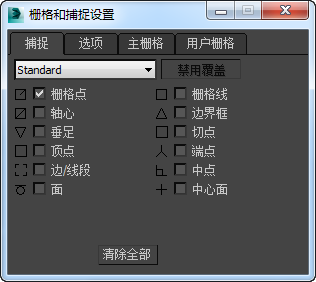 栅格和捕捉设置
捕捉 选项 主栅格 用户栅格
Standard 禁用覆盖
栅格点 栅格线
轴心 边界框
垂足 切点
顶点 端点
边/线段 中点
面 中心面
清除全部